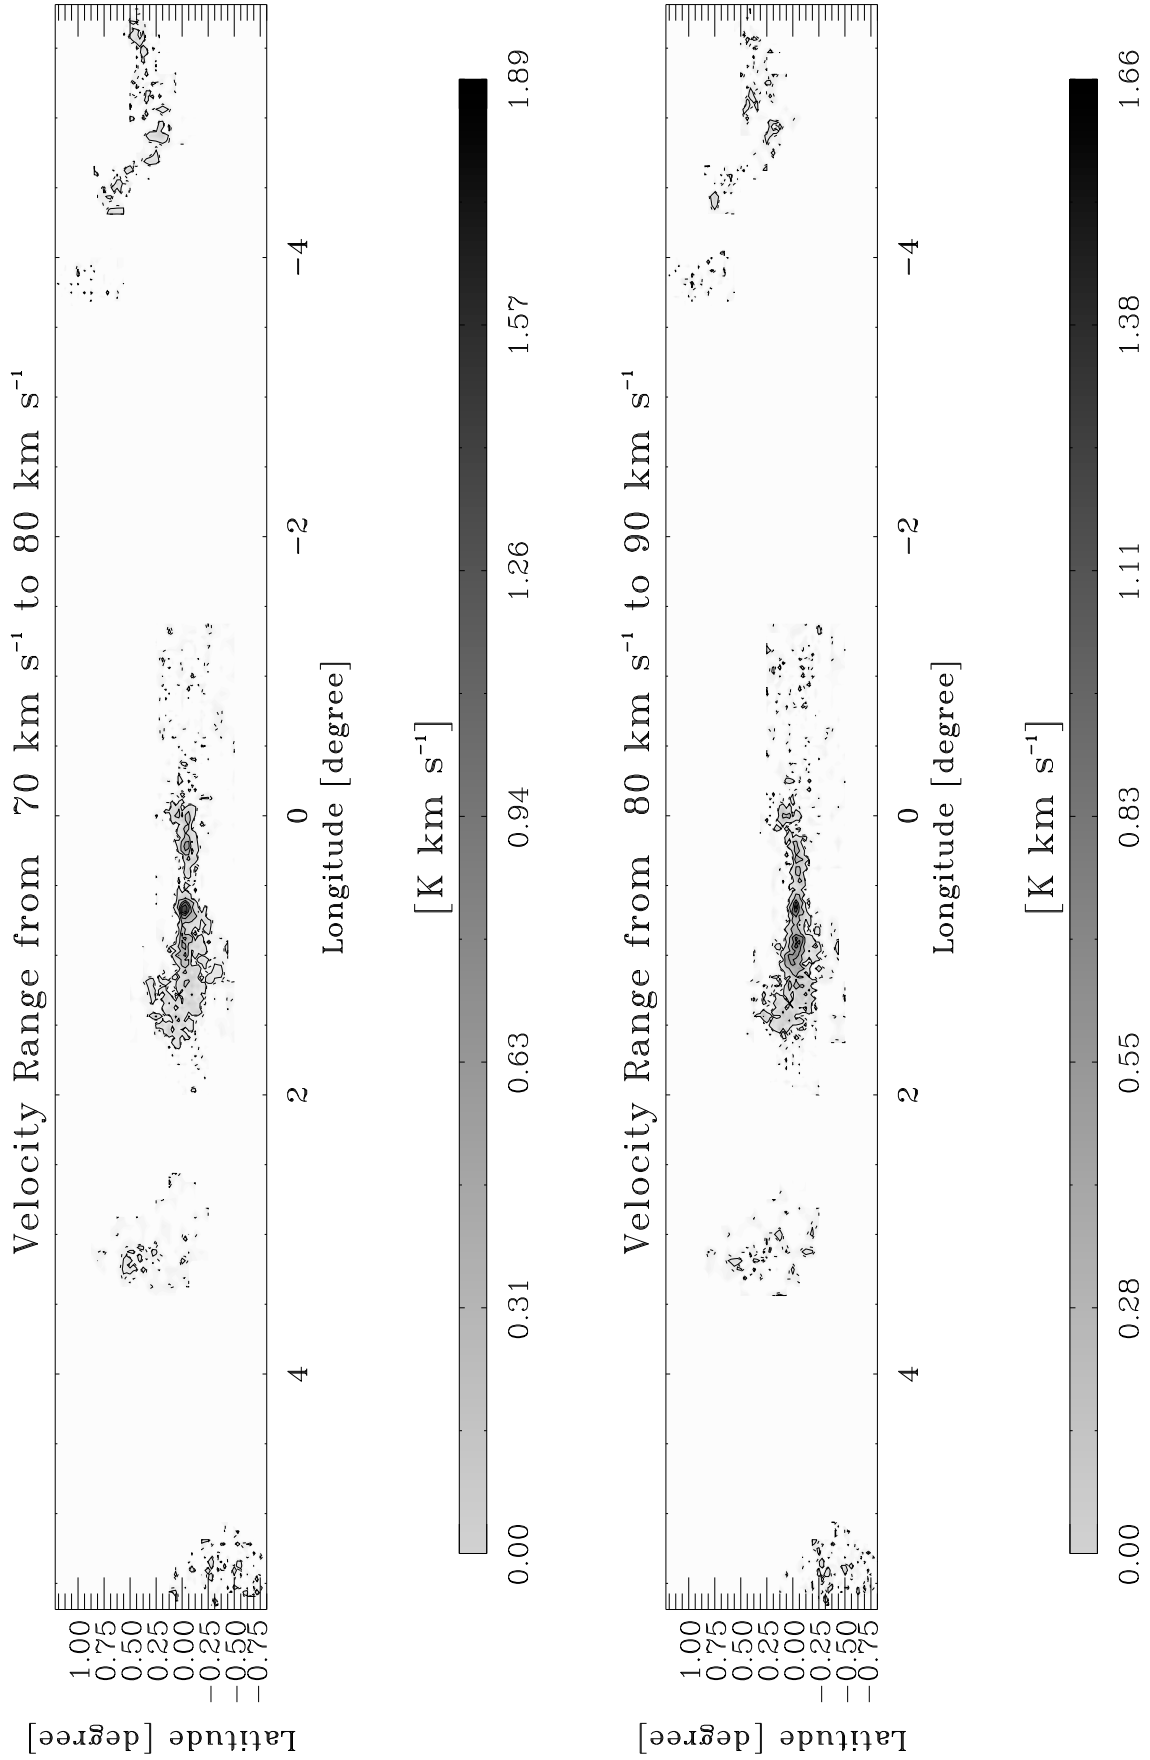 Velocity Range from 70 km s⁻¹ to 80 km s⁻¹
Latitude [degree]
1.00
0.75
0.50
0.25
0.00
−0.25
−0.50
−0.75
4 2 0 −2 −4
Longitude [degree]
[K km s⁻¹]
0.00 0.31 0.63 0.94 1.26 1.57 1.89
Velocity Range from 80 km s⁻¹ to 90 km s⁻¹
Latitude [degree]
1.00
0.75
0.50
0.25
0.00
−0.25
−0.50
−0.75
4 2 0 −2 −4
Longitude [degree]
[K km s⁻¹]
0.00 0.28 0.55 0.83 1.11 1.38 1.66